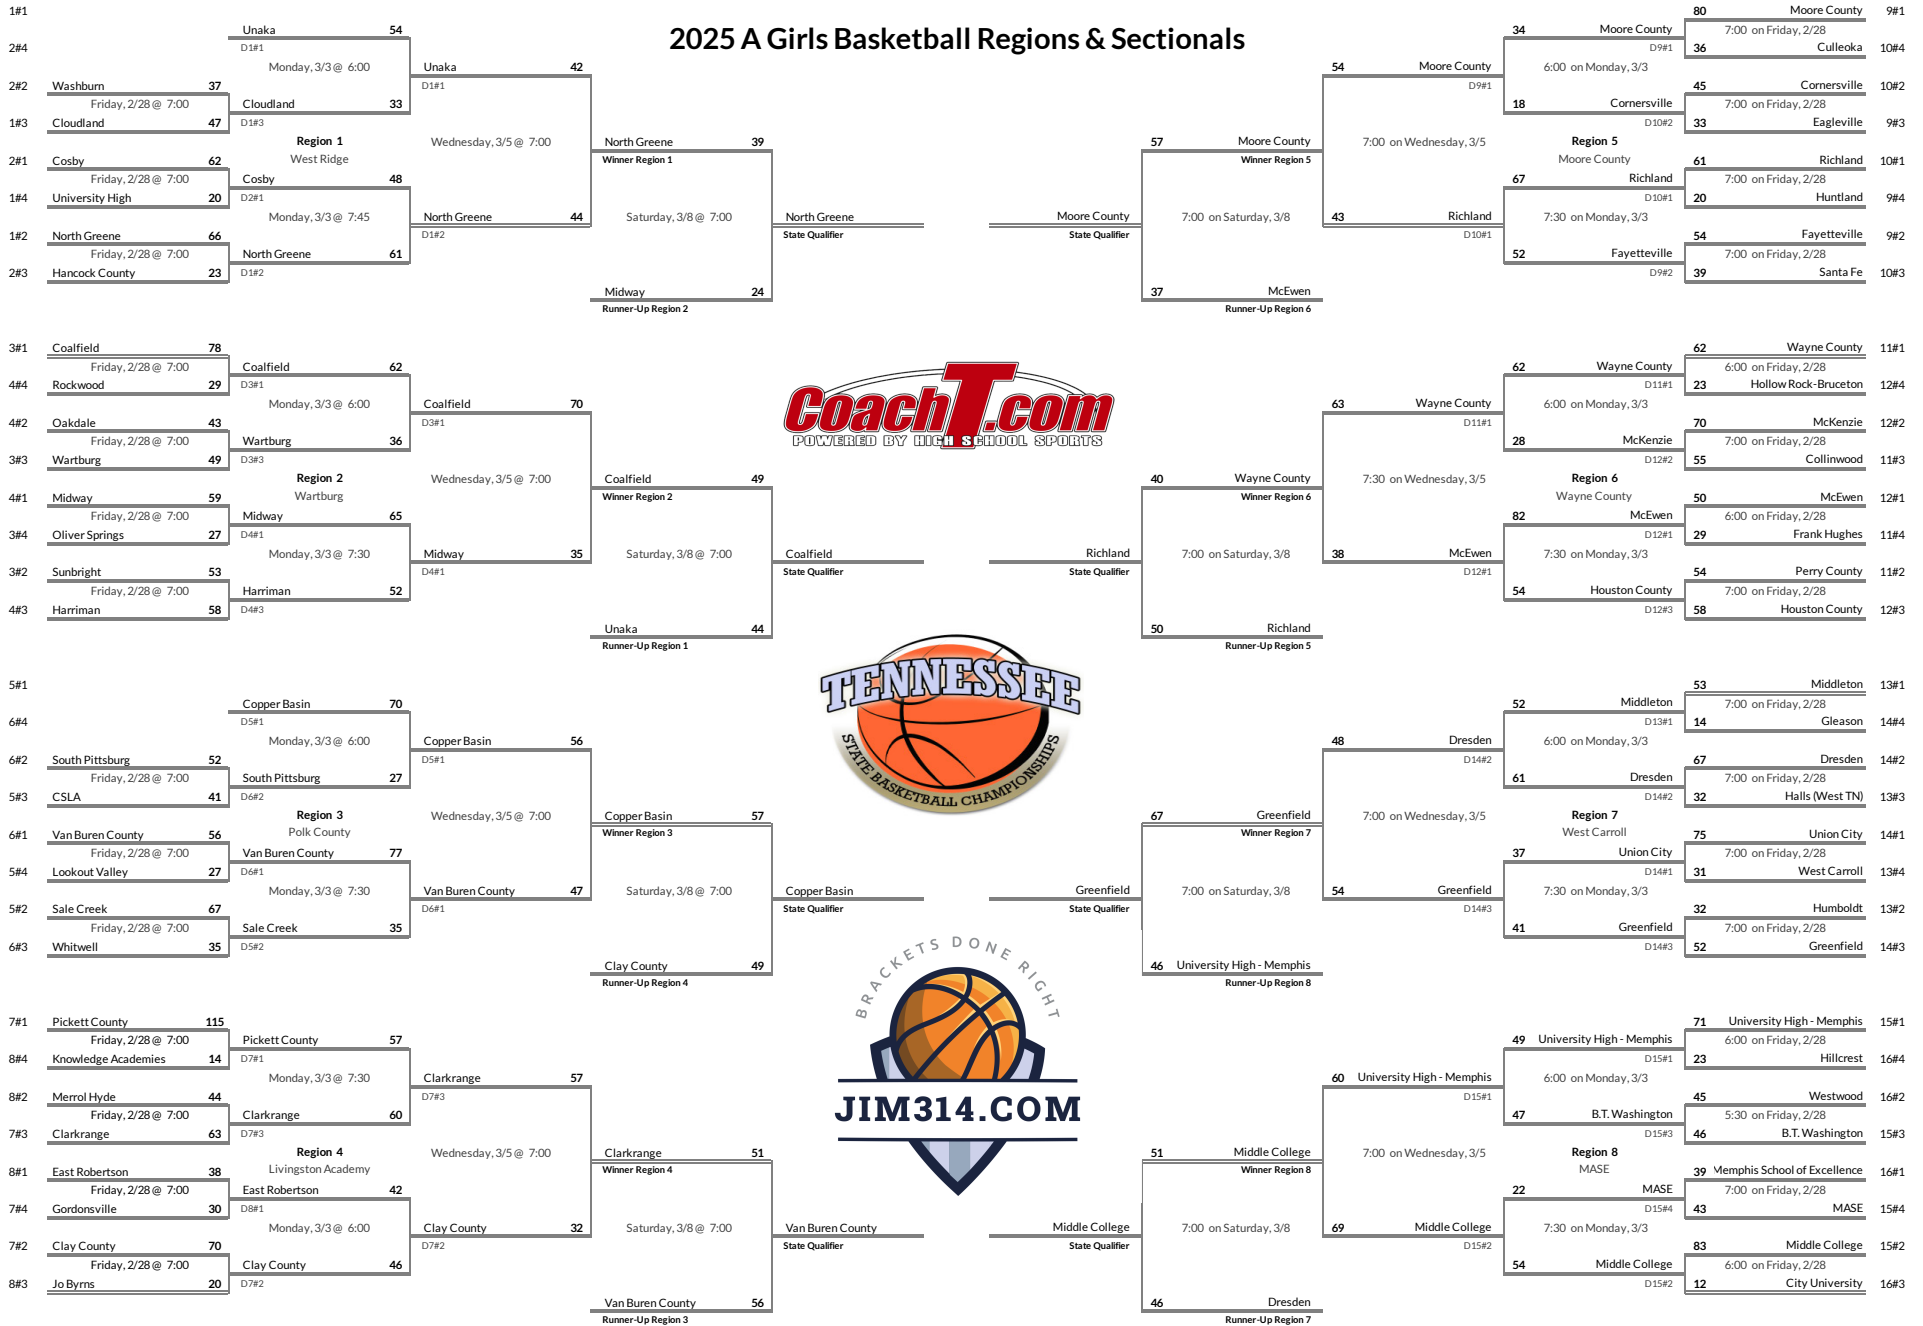 2025 A Girls Basketball Regions & Sectionals
1#1
Unaka 54
D1#1
2#4
Monday, 3/3 @ 6:00
Unaka 42
D1#1
2#2 Washburn 37
Friday, 2/28 @ 7:00
Cloudland 33
D1#3
1#3 Cloudland 47
Region 1
West Ridge
Wednesday, 3/5 @ 7:00
North Greene 39
Winner Region 1
2#1 Cosby 62
Friday, 2/28 @ 7:00
Cosby 48
D2#1
1#4 University High 20
Monday, 3/3 @ 7:45
North Greene 44
D1#2
Saturday, 3/8 @ 7:00
North Greene
State Qualifier
1#2 North Greene 66
Friday, 2/28 @ 7:00
North Greene 61
D1#2
2#3 Hancock County 23
Midway 24
Runner-Up Region 2
3#1 Coalfield 78
Friday, 2/28 @ 7:00
Coalfield 62
D3#1
4#4 Rockwood 29
Monday, 3/3 @ 6:00
Coalfield 70
D3#1
4#2 Oakdale 43
Friday, 2/28 @ 7:00
Wartburg 36
D3#3
3#3 Wartburg 49
Region 2
Wartburg
Wednesday, 3/5 @ 7:00
Coalfield 49
Winner Region 2
4#1 Midway 59
Friday, 2/28 @ 7:00
Midway 65
D4#1
3#4 Oliver Springs 27
Monday, 3/3 @ 7:30
Midway 35
D4#1
Saturday, 3/8 @ 7:00
Coalfield
State Qualifier
3#2 Sunbright 53
Friday, 2/28 @ 7:00
Harriman 52
D4#3
4#3 Harriman 58
Unaka 44
Runner-Up Region 1
5#1
Copper Basin 70
D5#1
6#4
Monday, 3/3 @ 6:00
Copper Basin 56
D5#1
6#2 South Pittsburg 52
Friday, 2/28 @ 7:00
South Pittsburg 27
D6#2
5#3 CSLA 41
Region 3
Polk County
Wednesday, 3/5 @ 7:00
Copper Basin 57
Winner Region 3
6#1 Van Buren County 56
Friday, 2/28 @ 7:00
Van Buren County 77
D6#1
5#4 Lookout Valley 27
Monday, 3/3 @ 7:30
Van Buren County 47
D6#1
Saturday, 3/8 @ 7:00
Copper Basin
State Qualifier
5#2 Sale Creek 67
Friday, 2/28 @ 7:00
Sale Creek 35
D5#2
6#3 Whitwell 35
Clay County 49
Runner-Up Region 4
7#1 Pickett County 115
Friday, 2/28 @ 7:00
Pickett County 57
D7#1
8#4 Knowledge Academies 14
Monday, 3/3 @ 7:30
Clarkrange 57
D7#3
8#2 Merrol Hyde 44
Friday, 2/28 @ 7:00
Clarkrange 60
D7#3
7#3 Clarkrange 63
Region 4
Livingston Academy
Wednesday, 3/5 @ 7:00
Clarkrange 51
Winner Region 4
8#1 East Robertson 38
Friday, 2/28 @ 7:00
East Robertson 42
D8#1
7#4 Gordonsville 30
Monday, 3/3 @ 6:00
Clay County 32
D7#2
Saturday, 3/8 @ 7:00
Van Buren County
State Qualifier
7#2 Clay County 70
Friday, 2/28 @ 7:00
Clay County 46
D7#2
8#3 Jo Byrns 20
Van Buren County 56
Runner-Up Region 3
CoachT.com
POWERED BY HIGH SCHOOL SPORTS
TENNESSEE
STATE BASKETBALL CHAMPIONSHIPS
BRACKETS DONE RIGHT
JIM314.COM
80 Moore County 9#1
7:00 on Friday, 2/28
34 Moore County
D9#1
36 Culleoka 10#4
6:00 on Monday, 3/3
54 Moore County
D9#1
45 Cornersville 10#2
7:00 on Friday, 2/28
18 Cornersville
D10#2
33 Eagleville 9#3
Region 5
Moore County
7:00 on Wednesday, 3/5
57 Moore County
Winner Region 5
61 Richland 10#1
7:00 on Friday, 2/28
67 Richland
D10#1
20 Huntland 9#4
7:30 on Monday, 3/3
43 Richland
D10#1
7:00 on Saturday, 3/8
Moore County
State Qualifier
54 Fayetteville 9#2
7:00 on Friday, 2/28
52 Fayetteville
D9#2
39 Santa Fe 10#3
37 McEwen
Runner-Up Region 6
62 Wayne County 11#1
6:00 on Friday, 2/28
62 Wayne County
D11#1
23 Hollow Rock-Bruceton 12#4
6:00 on Monday, 3/3
63 Wayne County
D11#1
70 McKenzie 12#2
7:00 on Friday, 2/28
28 McKenzie
D12#2
55 Collinwood 11#3
Region 6
Wayne County
7:30 on Wednesday, 3/5
40 Wayne County
Winner Region 6
50 McEwen 12#1
6:00 on Friday, 2/28
82 McEwen
D12#1
29 Frank Hughes 11#4
7:30 on Monday, 3/3
38 McEwen
D12#1
7:00 on Saturday, 3/8
Richland
State Qualifier
54 Perry County 11#2
7:00 on Friday, 2/28
54 Houston County
D12#3
58 Houston County 12#3
50 Richland
Runner-Up Region 5
53 Middleton 13#1
7:00 on Friday, 2/28
52 Middleton
D13#1
14 Gleason 14#4
6:00 on Monday, 3/3
48 Dresden
D14#2
67 Dresden 14#2
7:00 on Friday, 2/28
61 Dresden
D14#2
32 Halls (West TN) 13#3
Region 7
West Carroll
7:00 on Wednesday, 3/5
67 Greenfield
Winner Region 7
75 Union City 14#1
7:00 on Friday, 2/28
37 Union City
D14#1
31 West Carroll 13#4
7:30 on Monday, 3/3
54 Greenfield
D14#3
7:00 on Saturday, 3/8
Greenfield
State Qualifier
32 Humboldt 13#2
7:00 on Friday, 2/28
41 Greenfield
D14#3
52 Greenfield 14#3
46 University High - Memphis
Runner-Up Region 8
71 University High - Memphis 15#1
6:00 on Friday, 2/28
49 University High - Memphis
D15#1
23 Hillcrest 16#4
6:00 on Monday, 3/3
60 University High - Memphis
D15#1
45 Westwood 16#2
5:30 on Friday, 2/28
47 B.T. Washington
D15#3
46 B.T. Washington 15#3
Region 8
MASE
7:00 on Wednesday, 3/5
51 Middle College
Winner Region 8
39 Memphis School of Excellence 16#1
7:00 on Friday, 2/28
22 MASE
D15#4
43 MASE 15#4
7:30 on Monday, 3/3
69 Middle College
D15#2
7:00 on Saturday, 3/8
Middle College
State Qualifier
83 Middle College 15#2
6:00 on Friday, 2/28
54 Middle College
D15#2
12 City University 16#3
46 Dresden
Runner-Up Region 7